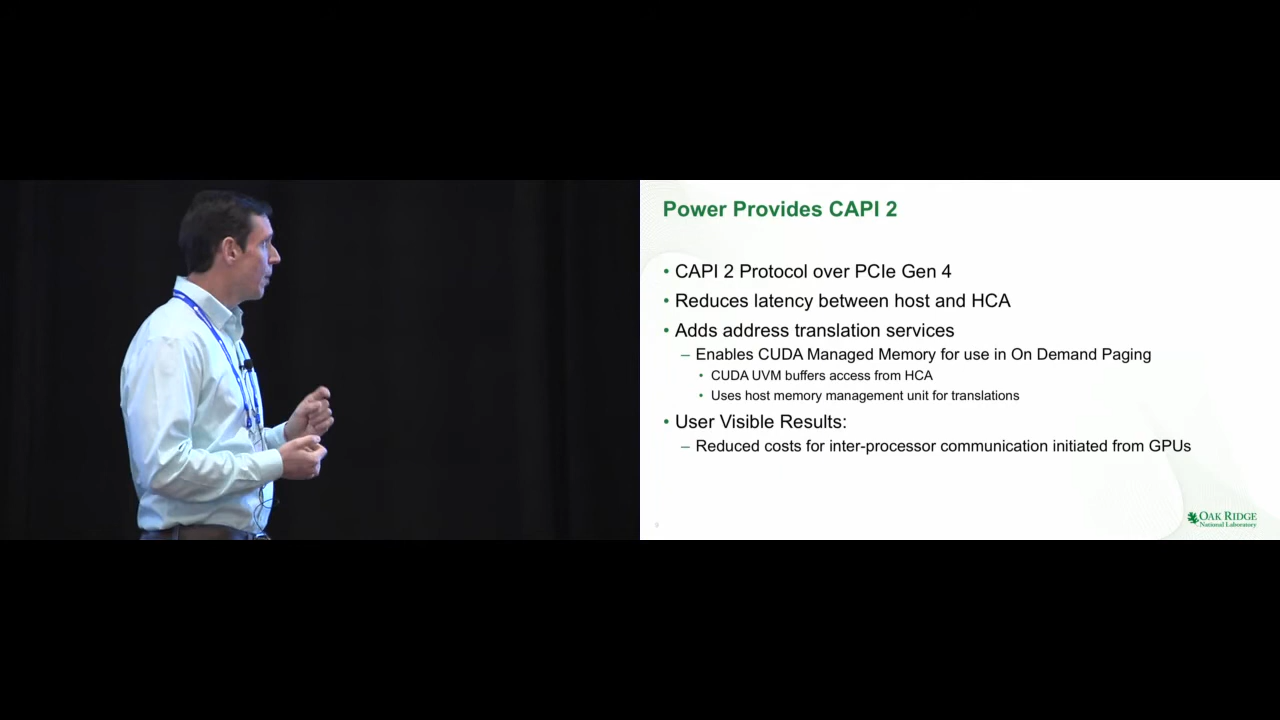 Power Provides CAPI 2
• CAPI 2 Protocol over PCIe Gen 4
• Reduces latency between host and HCA
• Adds address translation services
– Enables CUDA Managed Memory for use in On Demand Paging
• CUDA UVM buffers access from HCA
• Uses host memory management unit for translations
• User Visible Results:
– Reduced costs for inter-processor communication initiated from GPUs
9
OAK RIDGE
National Laboratory